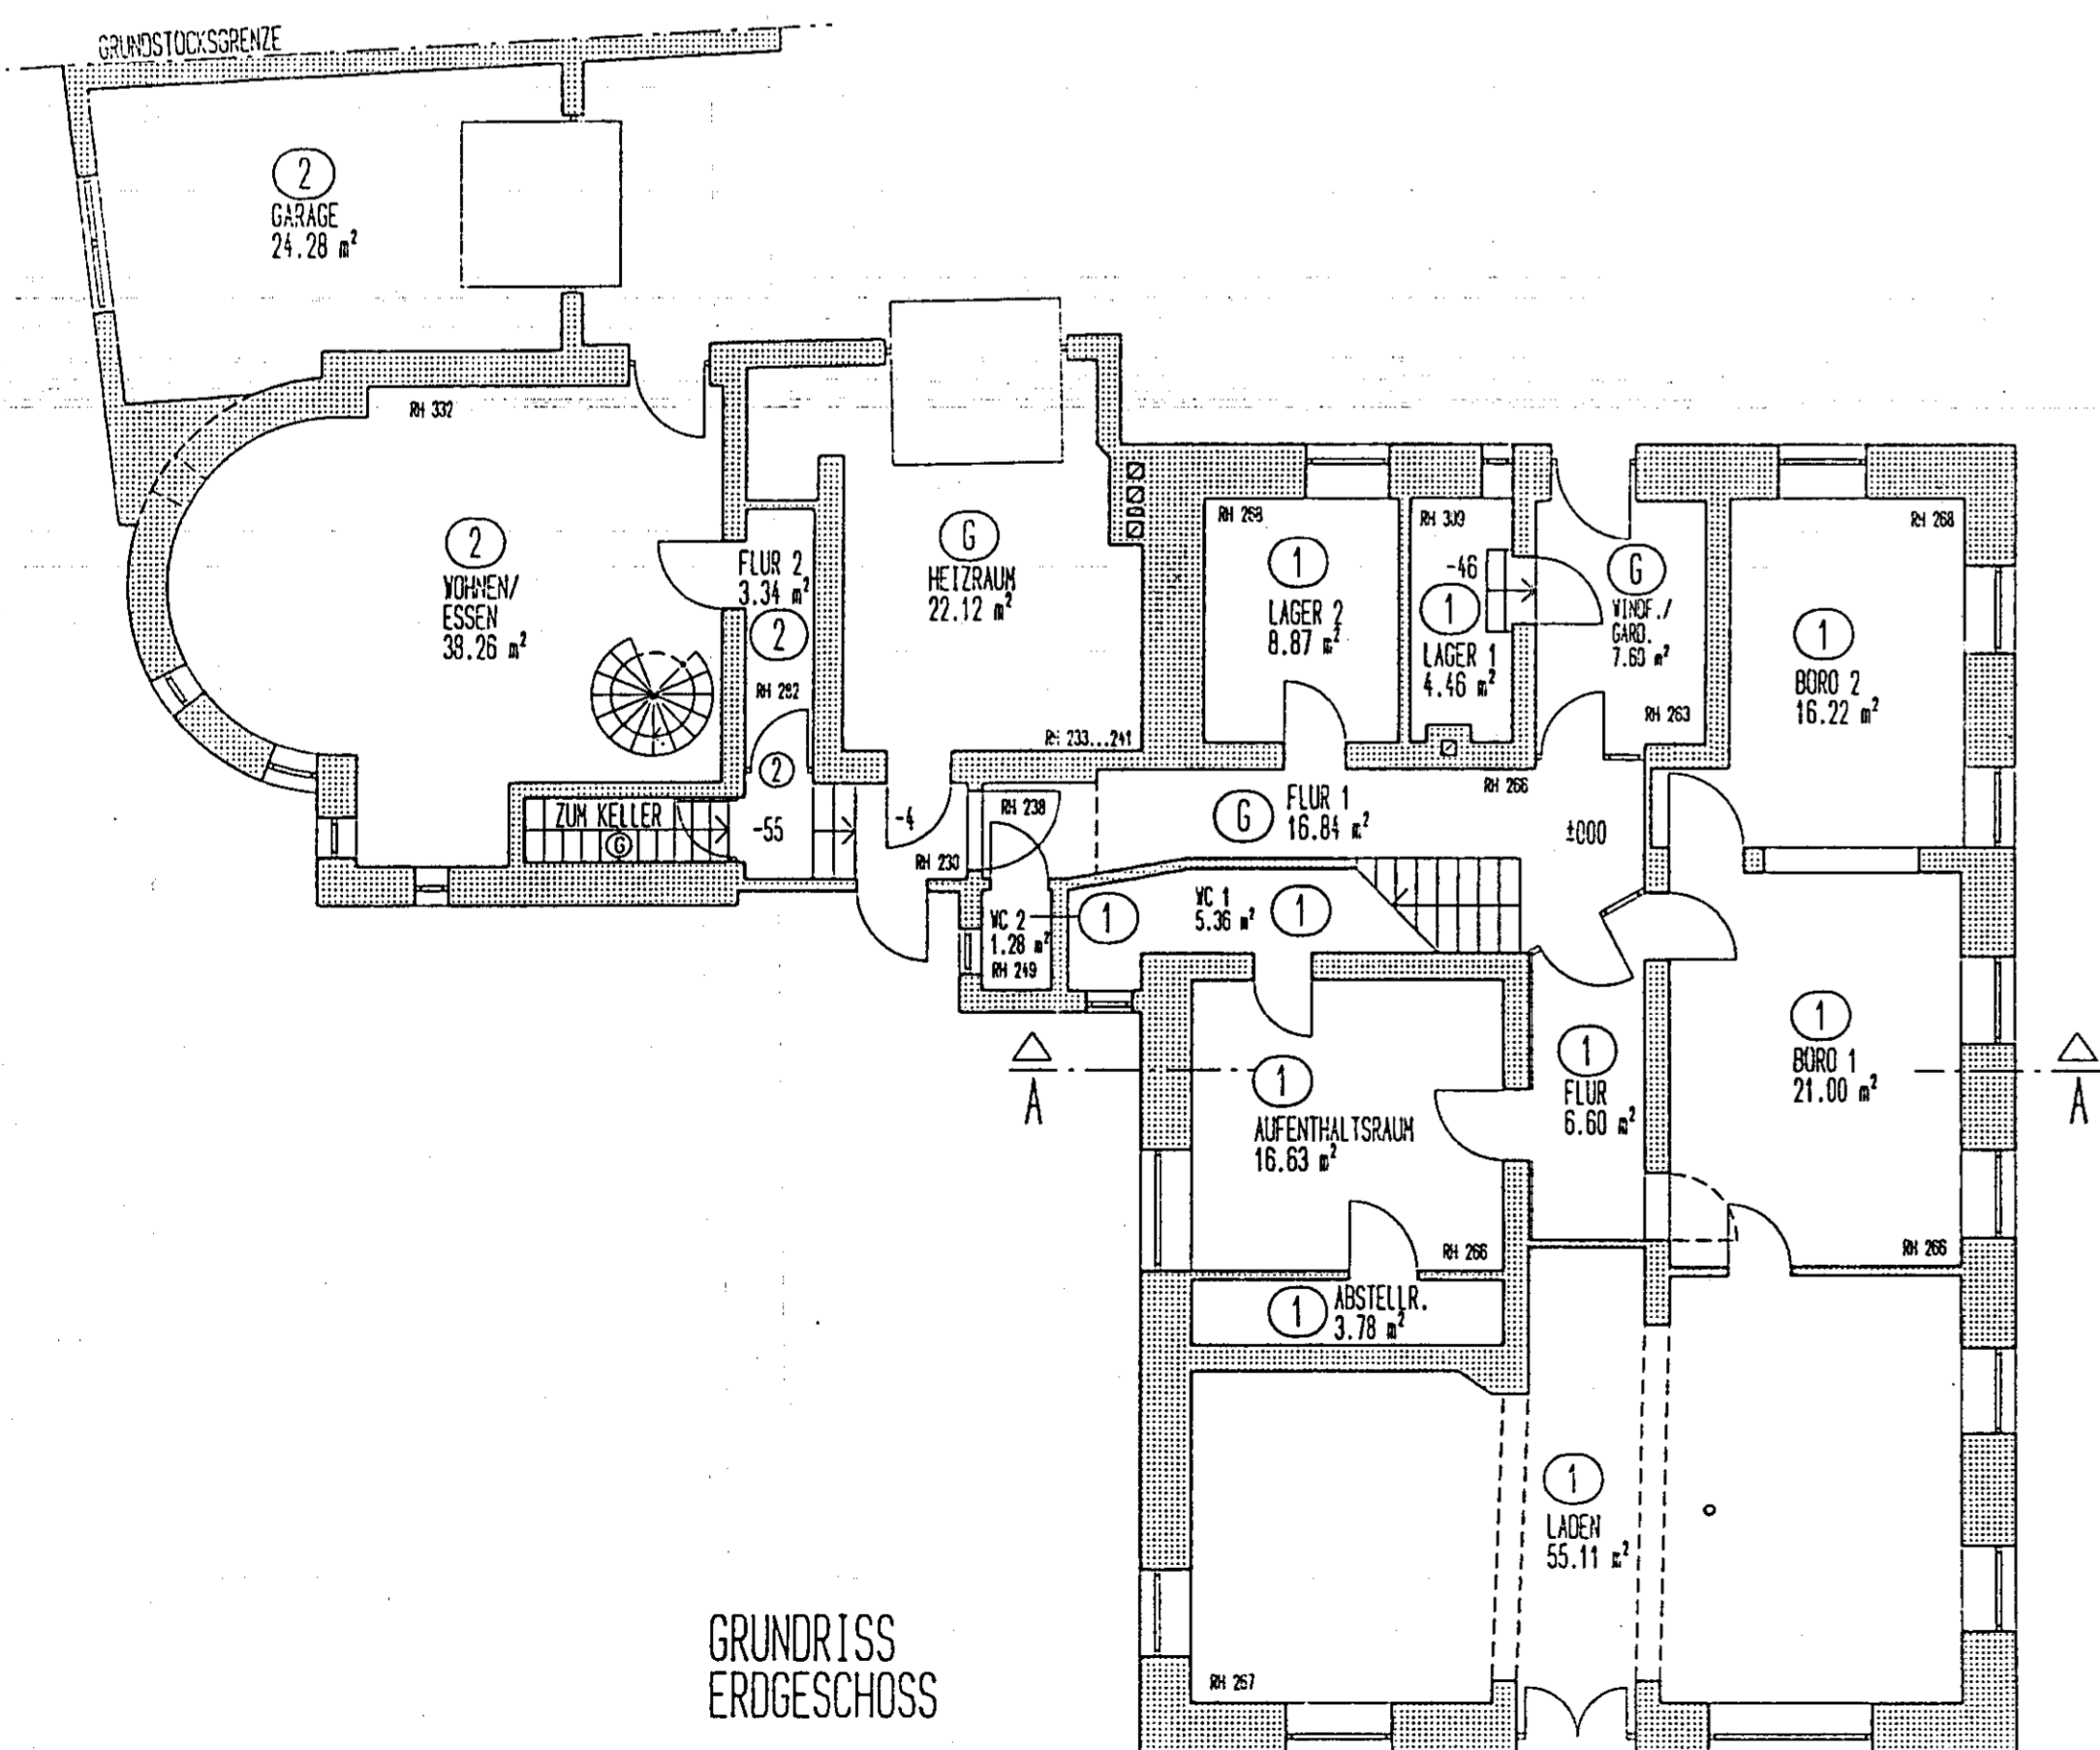 GRUNDSTÜCKSGRENZE
2
GARAGE
24.28 m²
RH 332
2
WOHNEN/
ESSEN
38.26 m²
FLUR 2
3.34 m²
2
RH 282
2
ZUM KELLER
G
-55
-4
RH 230
G
HEIZRAUM
22.12 m²
RH 233...241
RH 238
RH 268
1
LAGER 2
8.87 m²
RH 309
-46
1
LAGER 1
4.46 m²
G
WINDF./
GARD.
7.60 m²
RH 263
RH 268
1
BÜRO 2
16.22 m²
G
FLUR 1
16.84 m²
RH 266
±000
WC 2
1.28 m²
RH 249
1
WC 1
5.36 m²
1
A
1
AUFENTHALTSRAUM
16.63 m²
RH 266
1
FLUR
6.60 m²
1
BÜRO 1
21.00 m²
RH 266
A
1
ABSTELLR.
3.78 m²
1
LADEN
55.11 m²
RH 267
GRUNDRISS
ERDGESCHOSS